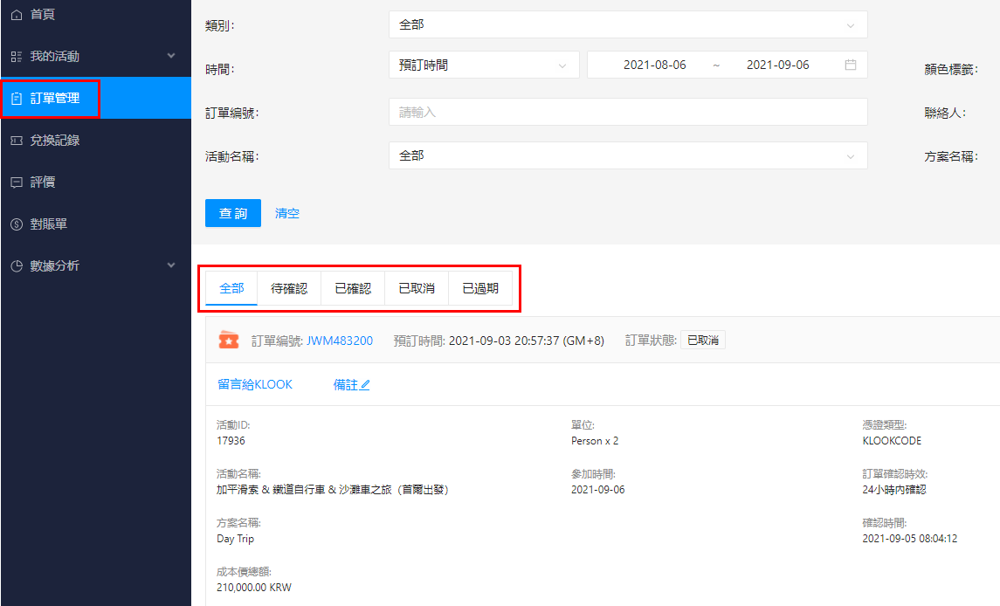 首頁
我的活動
訂單管理
兌換記錄
評價
對賬單
數據分析
類別:
全部
時間:
預訂時間
2021-08-06 ~ 2021-09-06
顏色標籤:
訂單編號:
請輸入
聯絡人:
活動名稱:
全部
方案名稱:
查 詢
清空
全部
待確認
已確認
已取消
已過期
訂單編號: JWM483200
預訂時間: 2021-09-03 20:57:37 (GM+8)
訂單狀態: 已取消
留言給KLOOK
備註
活動ID:
17936
單位:
Person x 2
憑證類型:
KLOOKCODE
活動名稱:
加平滑索 & 鐵道自行車 & 沙灘車之旅（首爾出發）
參加時間:
2021-09-06
訂單確認時效:
24小時內確認
方案名稱:
Day Trip
確認時間:
2021-09-05 08:04:12
成本價總額:
210,000.00 KRW